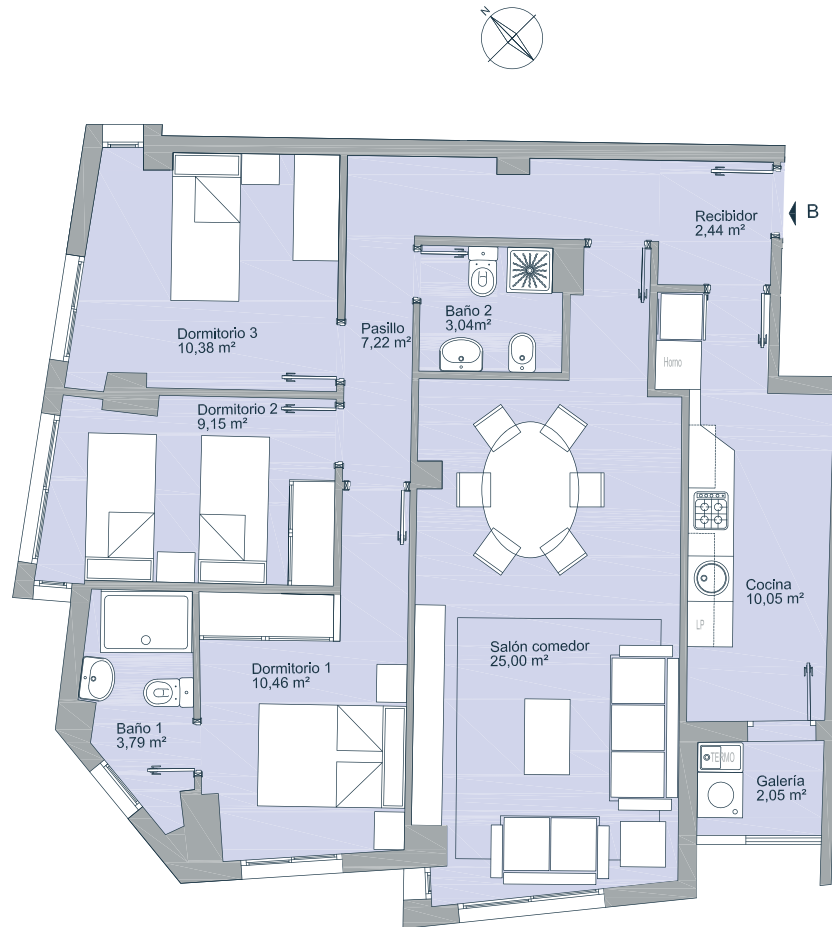 N
B
Recibidor
2,44 m²
Baño 2
3,04m²
Pasillo
7,22 m²
Dormitorio 3
10,38 m²
Horno
Dormitorio 2
9,15 m²
Cocina
10,05 m²
LP
Salón comedor
25,00 m²
Dormitorio 1
10,46 m²
Baño 1
3,79 m²
TERMO
Galería
2,05 m²